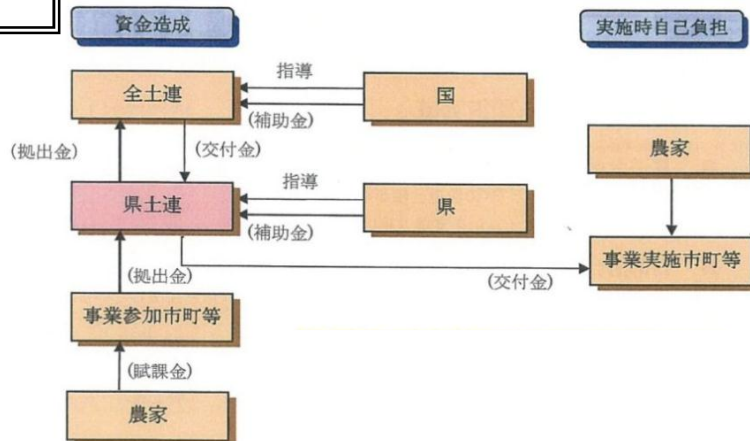 資金造成
実施時自己負担
全土連
指導
国
(補助金)
(拠出金)
(交付金)
農家
県土連
指導
県
(補助金)
事業実施市町等
(拠出金)
(交付金)
事業参加市町等
(賦課金)
農家